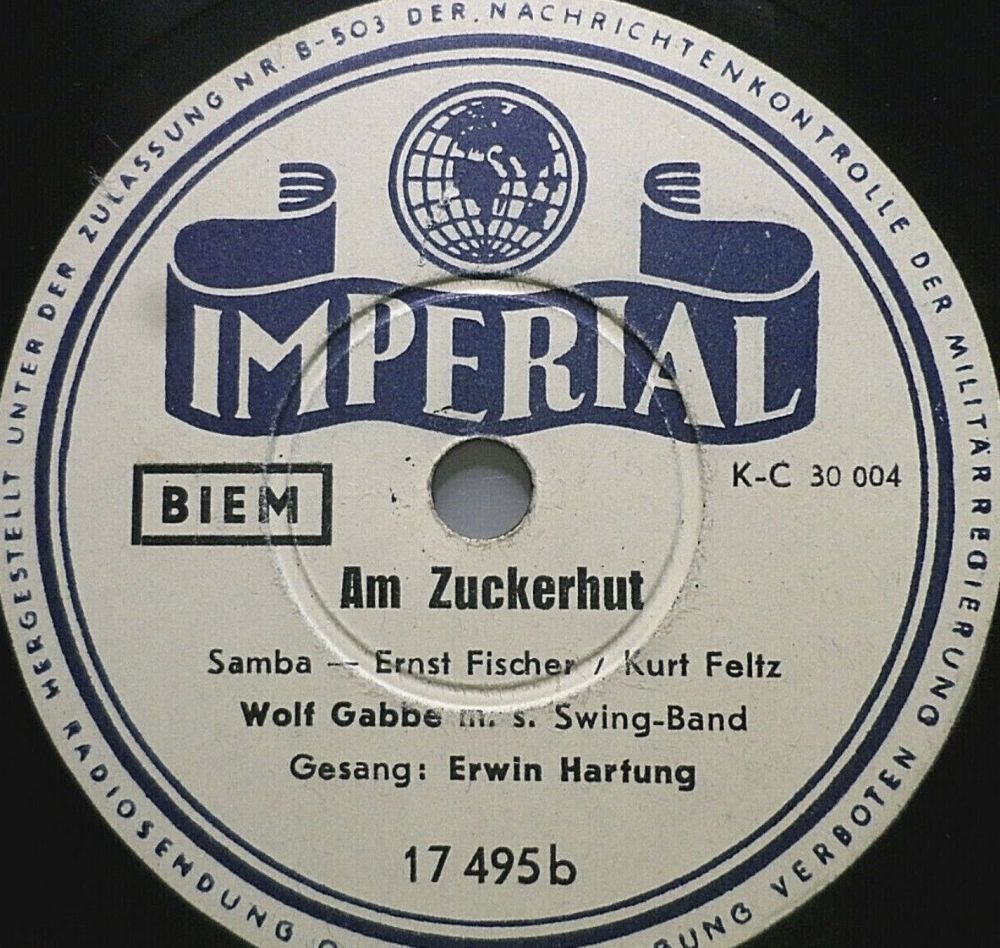 HERGESTELLT UNTER DER ZULASSUNG NR. B-503 DER NACHRICHTENKONTROLLE DER MILITÄRREGIERUNG
IMPERIAL
BIEM
K-C 30 004
Am Zuckerhut
Samba — Ernst Fischer / Kurt Feltz
Wolf Gabbe m. s. Swing-Band
Gesang: Erwin Hartung
17 495 b
RADIOSENDUNG
VERBOTEN